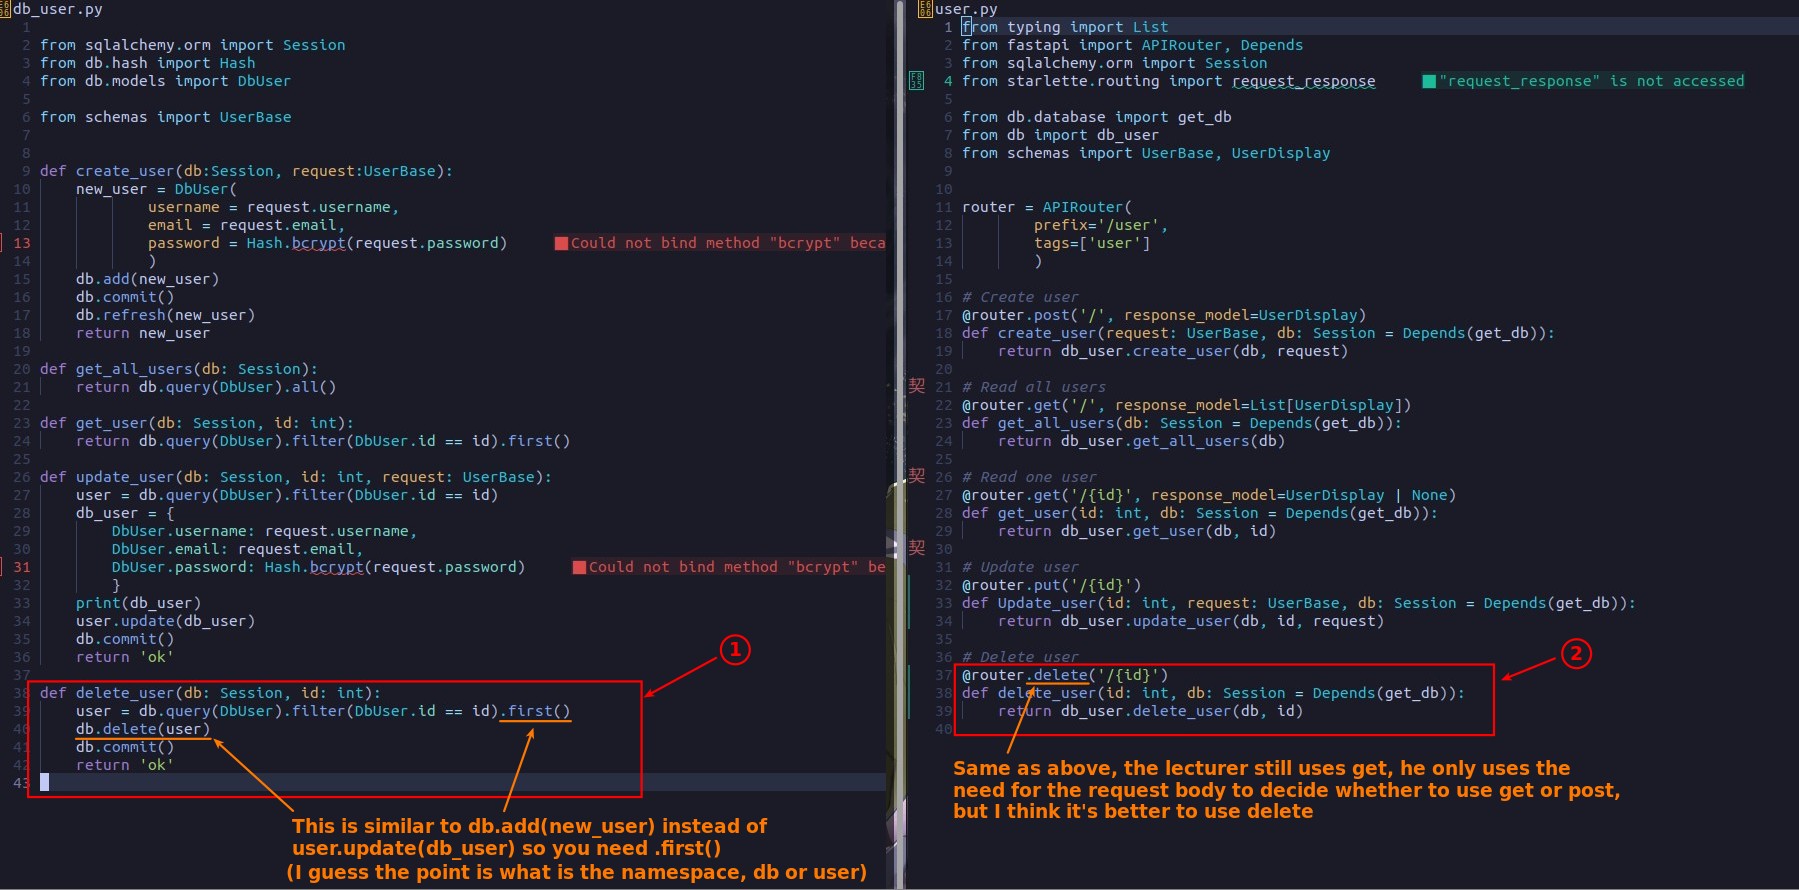 db_user.py
1
2 from sqlalchemy.orm import Session
3 from db.hash import Hash
4 from db.models import DbUser
5
6 from schemas import UserBase
7
8
9 def create_user(db:Session, request:UserBase):
10     new_user = DbUser(
11             username = request.username,
12             email = request.email,
13             password = Hash.bcrypt(request.password)     ■Could not bind method "bcrypt" beca
14             )
15     db.add(new_user)
16     db.commit()
17     db.refresh(new_user)
18     return new_user
19
20 def get_all_users(db: Session):
21     return db.query(DbUser).all()
22
23 def get_user(db: Session, id: int):
24     return db.query(DbUser).filter(DbUser.id == id).first()
25
26 def update_user(db: Session, id: int, request: UserBase):
27     user = db.query(DbUser).filter(DbUser.id == id)
28     db_user = {
29         DbUser.username: request.username,
30         DbUser.email: request.email,
31         DbUser.password: Hash.bcrypt(request.password)     ■Could not bind method "bcrypt" be
32         }
33     print(db_user)
34     user.update(db_user)
35     db.commit()
36     return 'ok'
37
1
38 def delete_user(db: Session, id: int):
39     user = db.query(DbUser).filter(DbUser.id == id).first()
40     db.delete(user)
41     db.commit()
42     return 'ok'
43
This is similar to db.add(new_user) instead of
user.update(db_user) so you need .first()
(I guess the point is what is the namespace, db or user)
user.py
1 from typing import List
2 from fastapi import APIRouter, Depends
3 from sqlalchemy.orm import Session
4 from starlette.routing import request_response     ■"request_response" is not accessed
5
6 from db.database import get_db
7 from db import db_user
8 from schemas import UserBase, UserDisplay
9
10
11 router = APIRouter(
12         prefix='/user',
13         tags=['user']
14         )
15
16 # Create user
17 @router.post('/', response_model=UserDisplay)
18 def create_user(request: UserBase, db: Session = Depends(get_db)):
19     return db_user.create_user(db, request)
20
契 21 # Read all users
22 @router.get('/', response_model=List[UserDisplay])
23 def get_all_users(db: Session = Depends(get_db)):
24     return db_user.get_all_users(db)
25
契 26 # Read one user
27 @router.get('/{id}', response_model=UserDisplay | None)
28 def get_user(id: int, db: Session = Depends(get_db)):
29     return db_user.get_user(db, id)
契 30
31 # Update user
32 @router.put('/{id}')
33 def Update_user(id: int, request: UserBase, db: Session = Depends(get_db)):
34     return db_user.update_user(db, id, request)
35
36 # Delete user
2
37 @router.delete('/{id}')
38 def delete_user(id: int, db: Session = Depends(get_db)):
39     return db_user.delete_user(db, id)
40
Same as above, the lecturer still uses get, he only uses the
need for the request body to decide whether to use get or post,
but I think it's better to use delete